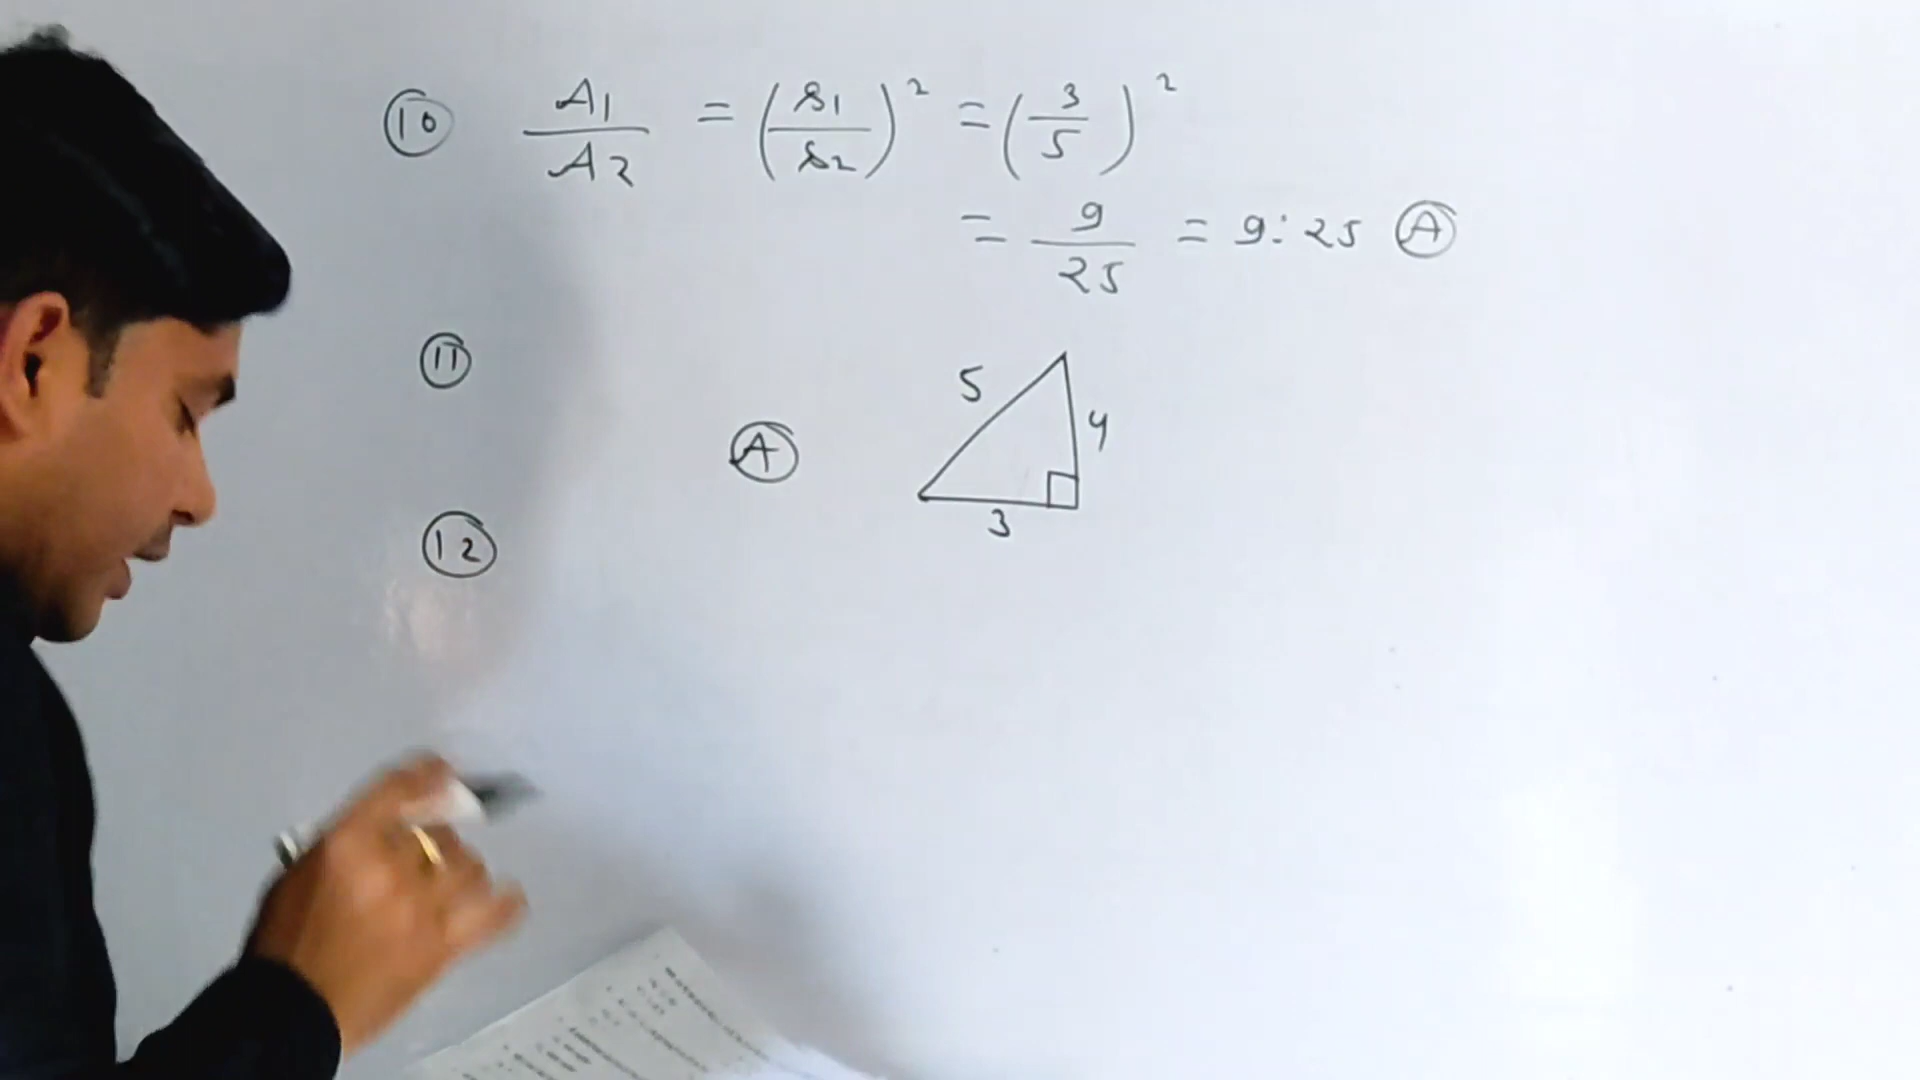 10 A1/A2 = (s1/s2)² = (3/5)²
= 9/25 = 9:25 A
11
5
4
A
3
12